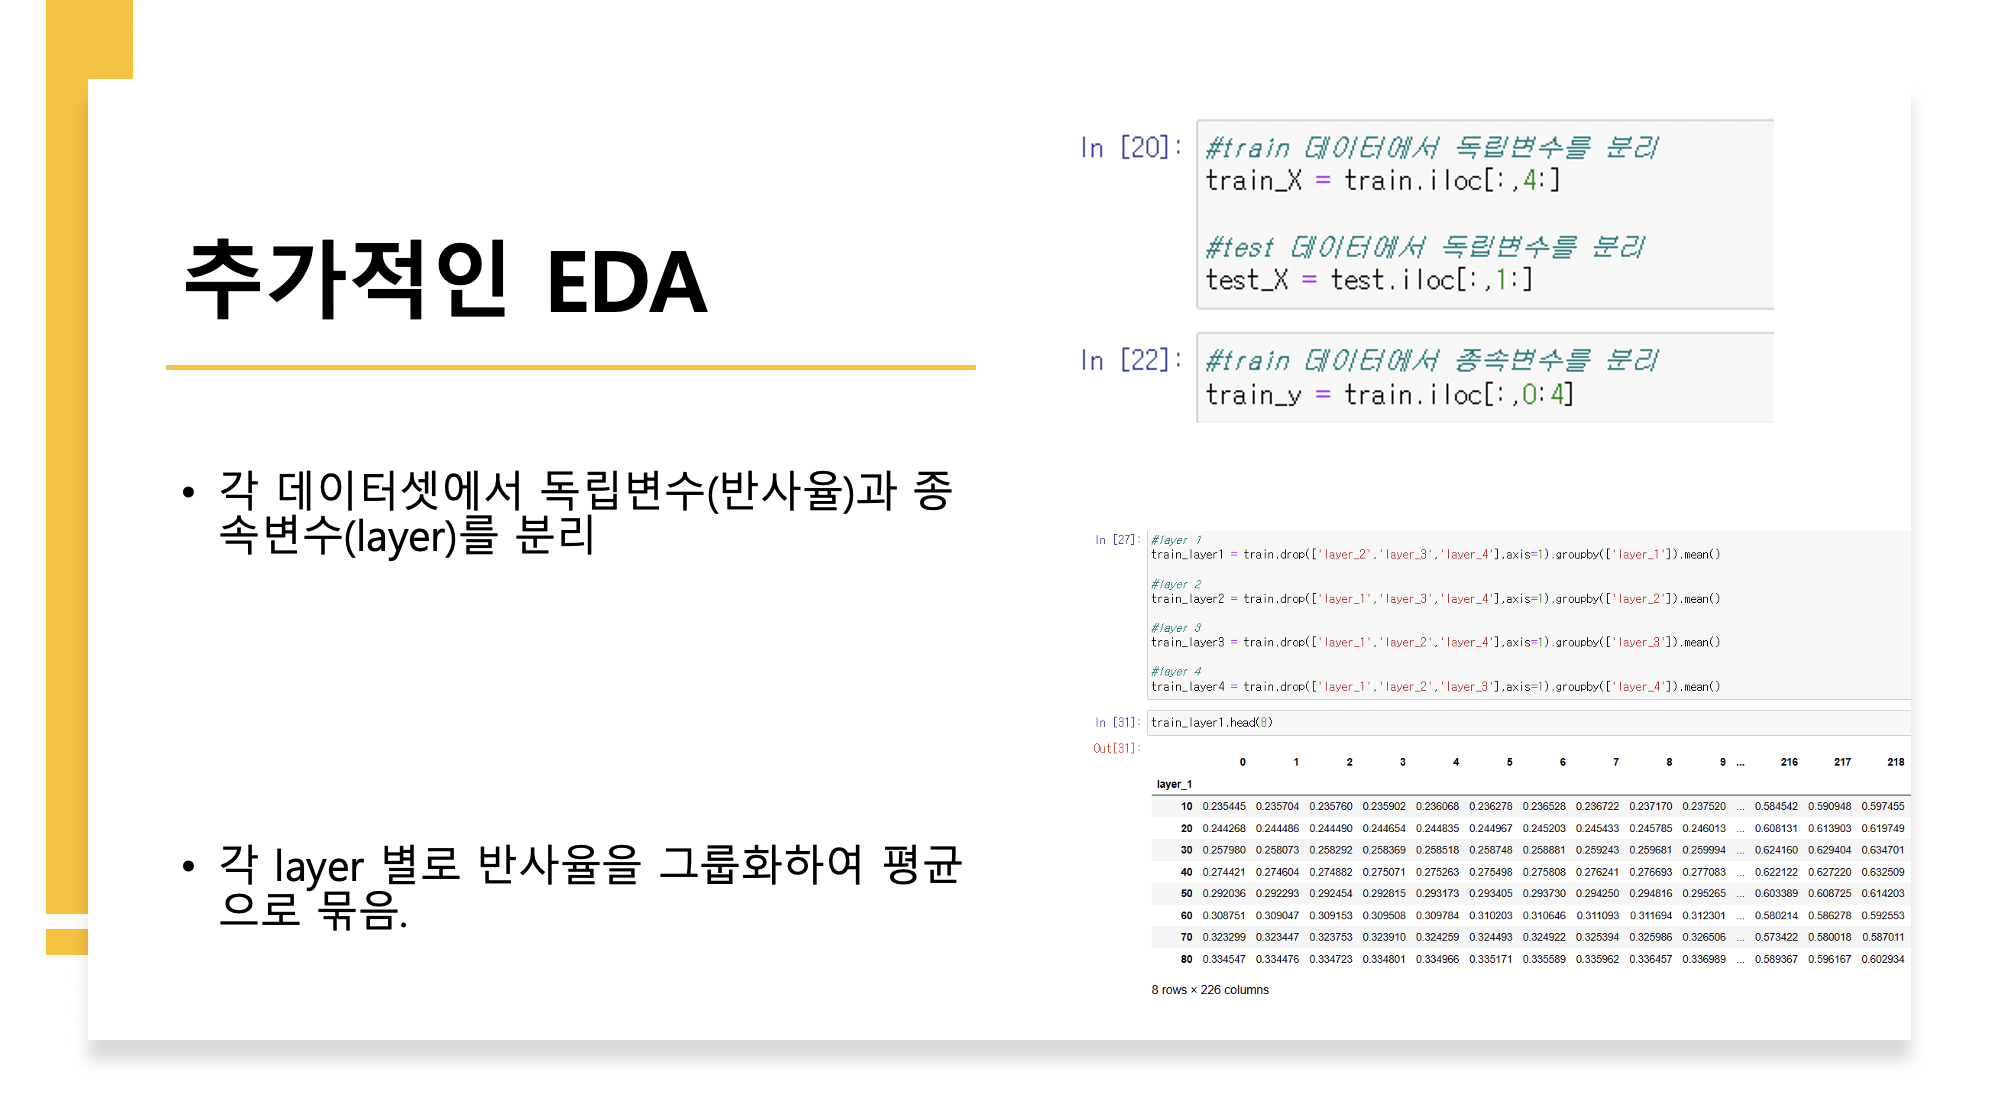 추가적인 EDA
• 각 데이터셋에서 독립변수(반사율)과 종
속변수(layer)를 분리
• 각 layer 별로 반사율을 그룹화하여 평균
으로 묶음.
In [20]: #train 데이터에서 독립변수를 분리
train_X = train.iloc[:,4:]
#test 데이터에서 독립변수를 분리
test_X = test.iloc[:,1:]
In [22]: #train 데이터에서 종속변수를 분리
train_y = train.iloc[:,0:4]
In [27]: #layer 1
train_layer1 = train.drop(['layer_2','layer_3','layer_4'],axis=1).groupby(['layer_1']).mean()
#layer 2
train_layer2 = train.drop(['layer_1','layer_3','layer_4'],axis=1).groupby(['layer_2']).mean()
#layer 3
train_layer3 = train.drop(['layer_1','layer_2','layer_4'],axis=1).groupby(['layer_3']).mean()
#layer 4
train_layer4 = train.drop(['layer_1','layer_2','layer_3'],axis=1).groupby(['layer_4']).mean()
In [31]: train_layer1.head(8)
Out[31]:
0 1 2 3 4 5 6 7 8 9 ... 216 217 218
layer_1
10 0.235445 0.235704 0.235760 0.235902 0.236068 0.236278 0.236528 0.236722 0.237170 0.237520 ... 0.584542 0.590948 0.597455
20 0.244268 0.244486 0.244490 0.244654 0.244835 0.244967 0.245203 0.245433 0.245785 0.246013 ... 0.608131 0.613903 0.619749
30 0.257980 0.258073 0.258292 0.258369 0.258518 0.258748 0.258881 0.259243 0.259681 0.259994 ... 0.624160 0.629404 0.634701
40 0.274421 0.274604 0.274882 0.275071 0.275263 0.275498 0.275808 0.276241 0.276693 0.277083 ... 0.622122 0.627220 0.632509
50 0.292036 0.292293 0.292454 0.292815 0.293173 0.293405 0.293730 0.294250 0.294816 0.295265 ... 0.603389 0.608725 0.614203
60 0.308751 0.309047 0.309153 0.309508 0.309784 0.310203 0.310646 0.311093 0.311694 0.312301 ... 0.580214 0.586278 0.592553
70 0.323299 0.323447 0.323753 0.323910 0.324259 0.324493 0.324922 0.325394 0.325986 0.326506 ... 0.573422 0.580018 0.587011
80 0.334547 0.334476 0.334723 0.334801 0.334966 0.335171 0.335589 0.335962 0.336457 0.336989 ... 0.589367 0.596167 0.602934
8 rows × 226 columns